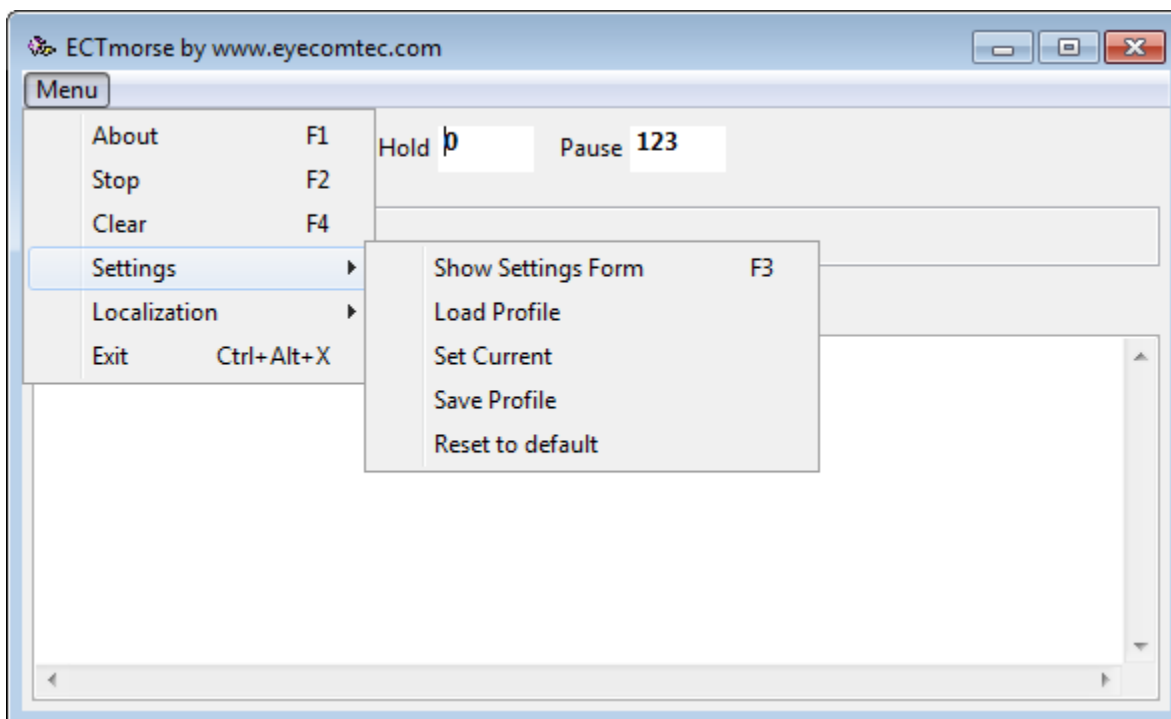 ECTmorse by www.eyecomtec.com
Menu
About F1
Stop F2
Clear F4
Settings
Localization
Exit Ctrl+Alt+X
Hold 0 Pause 123
Show Settings Form F3
Load Profile
Set Current
Save Profile
Reset to default